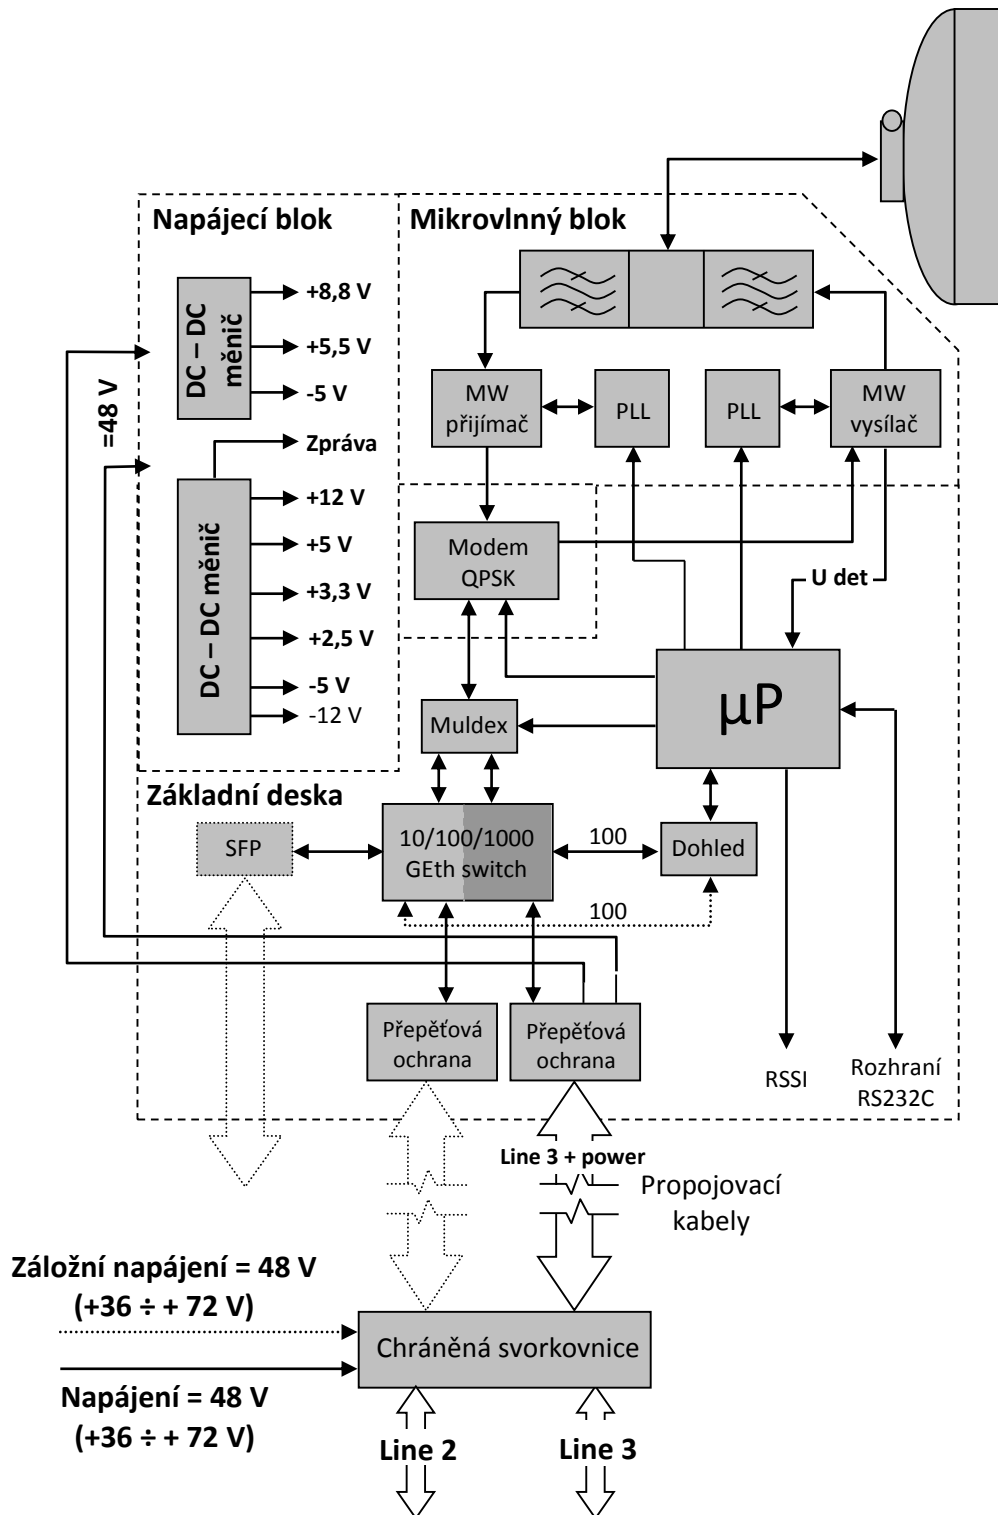 Napájecí blok
Mikrovlnný blok
DC – DC
měnič
+8,8 V
+5,5 V
-5 V
=48 V
MW
přijímač
PLL
PLL
MW
vysílač
Zpráva
DC – DC měnič
+12 V
+5 V
+3,3 V
+2,5 V
-5 V
-12 V
Modem
QPSK
U det
µP
Muldex
Základní deska
SFP
10/100/1000
GEth switch
100
Dohled
100
Přepěťová
ochrana
Přepěťová
ochrana
RSSI
Rozhraní
RS232C
Line 3 + power
Propojovací
kabely
Záložní napájení = 48 V
(+36 ÷ + 72 V)
Chráněná svorkovnice
Napájení = 48 V
(+36 ÷ + 72 V)
Line 2
Line 3